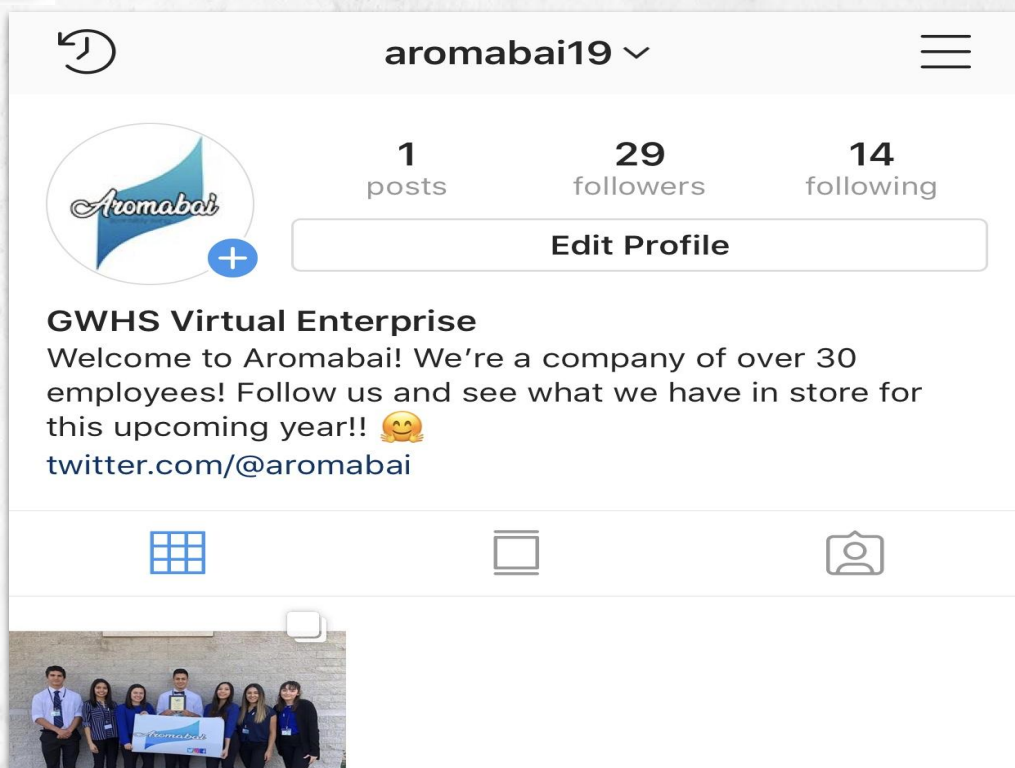 aromabai19
Aromabai
1
posts
29
followers
14
following
Edit Profile
GWHS Virtual Enterprise
Welcome to Aromabai! We’re a company of over 30
employees! Follow us and see what we have in store for
this upcoming year!! 🤗
twitter.com/@aromabai
Aromabai